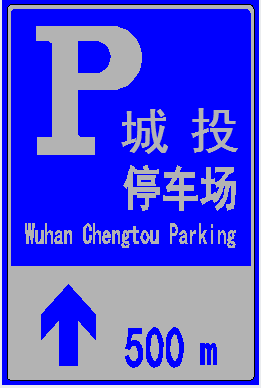 P
城投
停车场
Wuhan Chengtou Parking
500 m